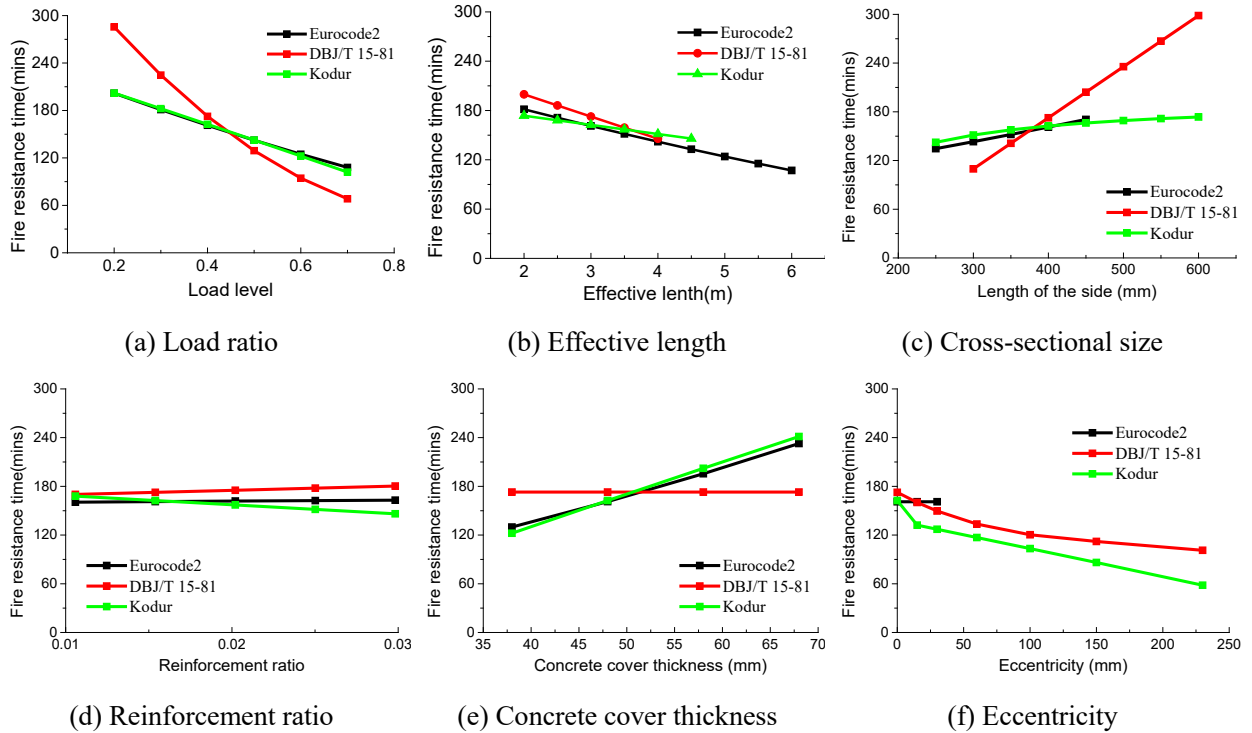 300
240
180
120
60
0
Fire resistance time(mins)
Eurocode2
DBJ/T 15-81
Kodur
0.2 0.4 0.6 0.8
Load level
(a) Load ratio
300
240
180
120
60
0
Fire resistance time(mins)
Eurocode2
DBJ/T 15-81
Kodur
2 3 4 5 6
Effective lenth(m)
(b) Effective length
300
240
180
120
60
0
Fire resistance time(mins)
Eurocode2
DBJ/T 15-81
Kodur
200 300 400 500 600
Length of the side (mm)
(c) Cross-sectional size
300
240
180
120
60
0
Fire resistance time(mins)
Eurocode2
DBJ/T 15-81
Kodur
0.01 0.02 0.03
Reinforcement ratio
(d) Reinforcement ratio
300
240
180
120
60
0
Fire resistance time(mins)
Eurocode2
DBJ/T 15-81
Kodur
35 40 45 50 55 60 65 70
Concrete cover thickness (mm)
(e) Concrete cover thickness
300
240
180
120
60
0
Fire resistance time(mins)
Eurocode2
DBJ/T 15-81
Kodur
0 50 100 150 200 250
Eccentricity (mm)
(f) Eccentricity